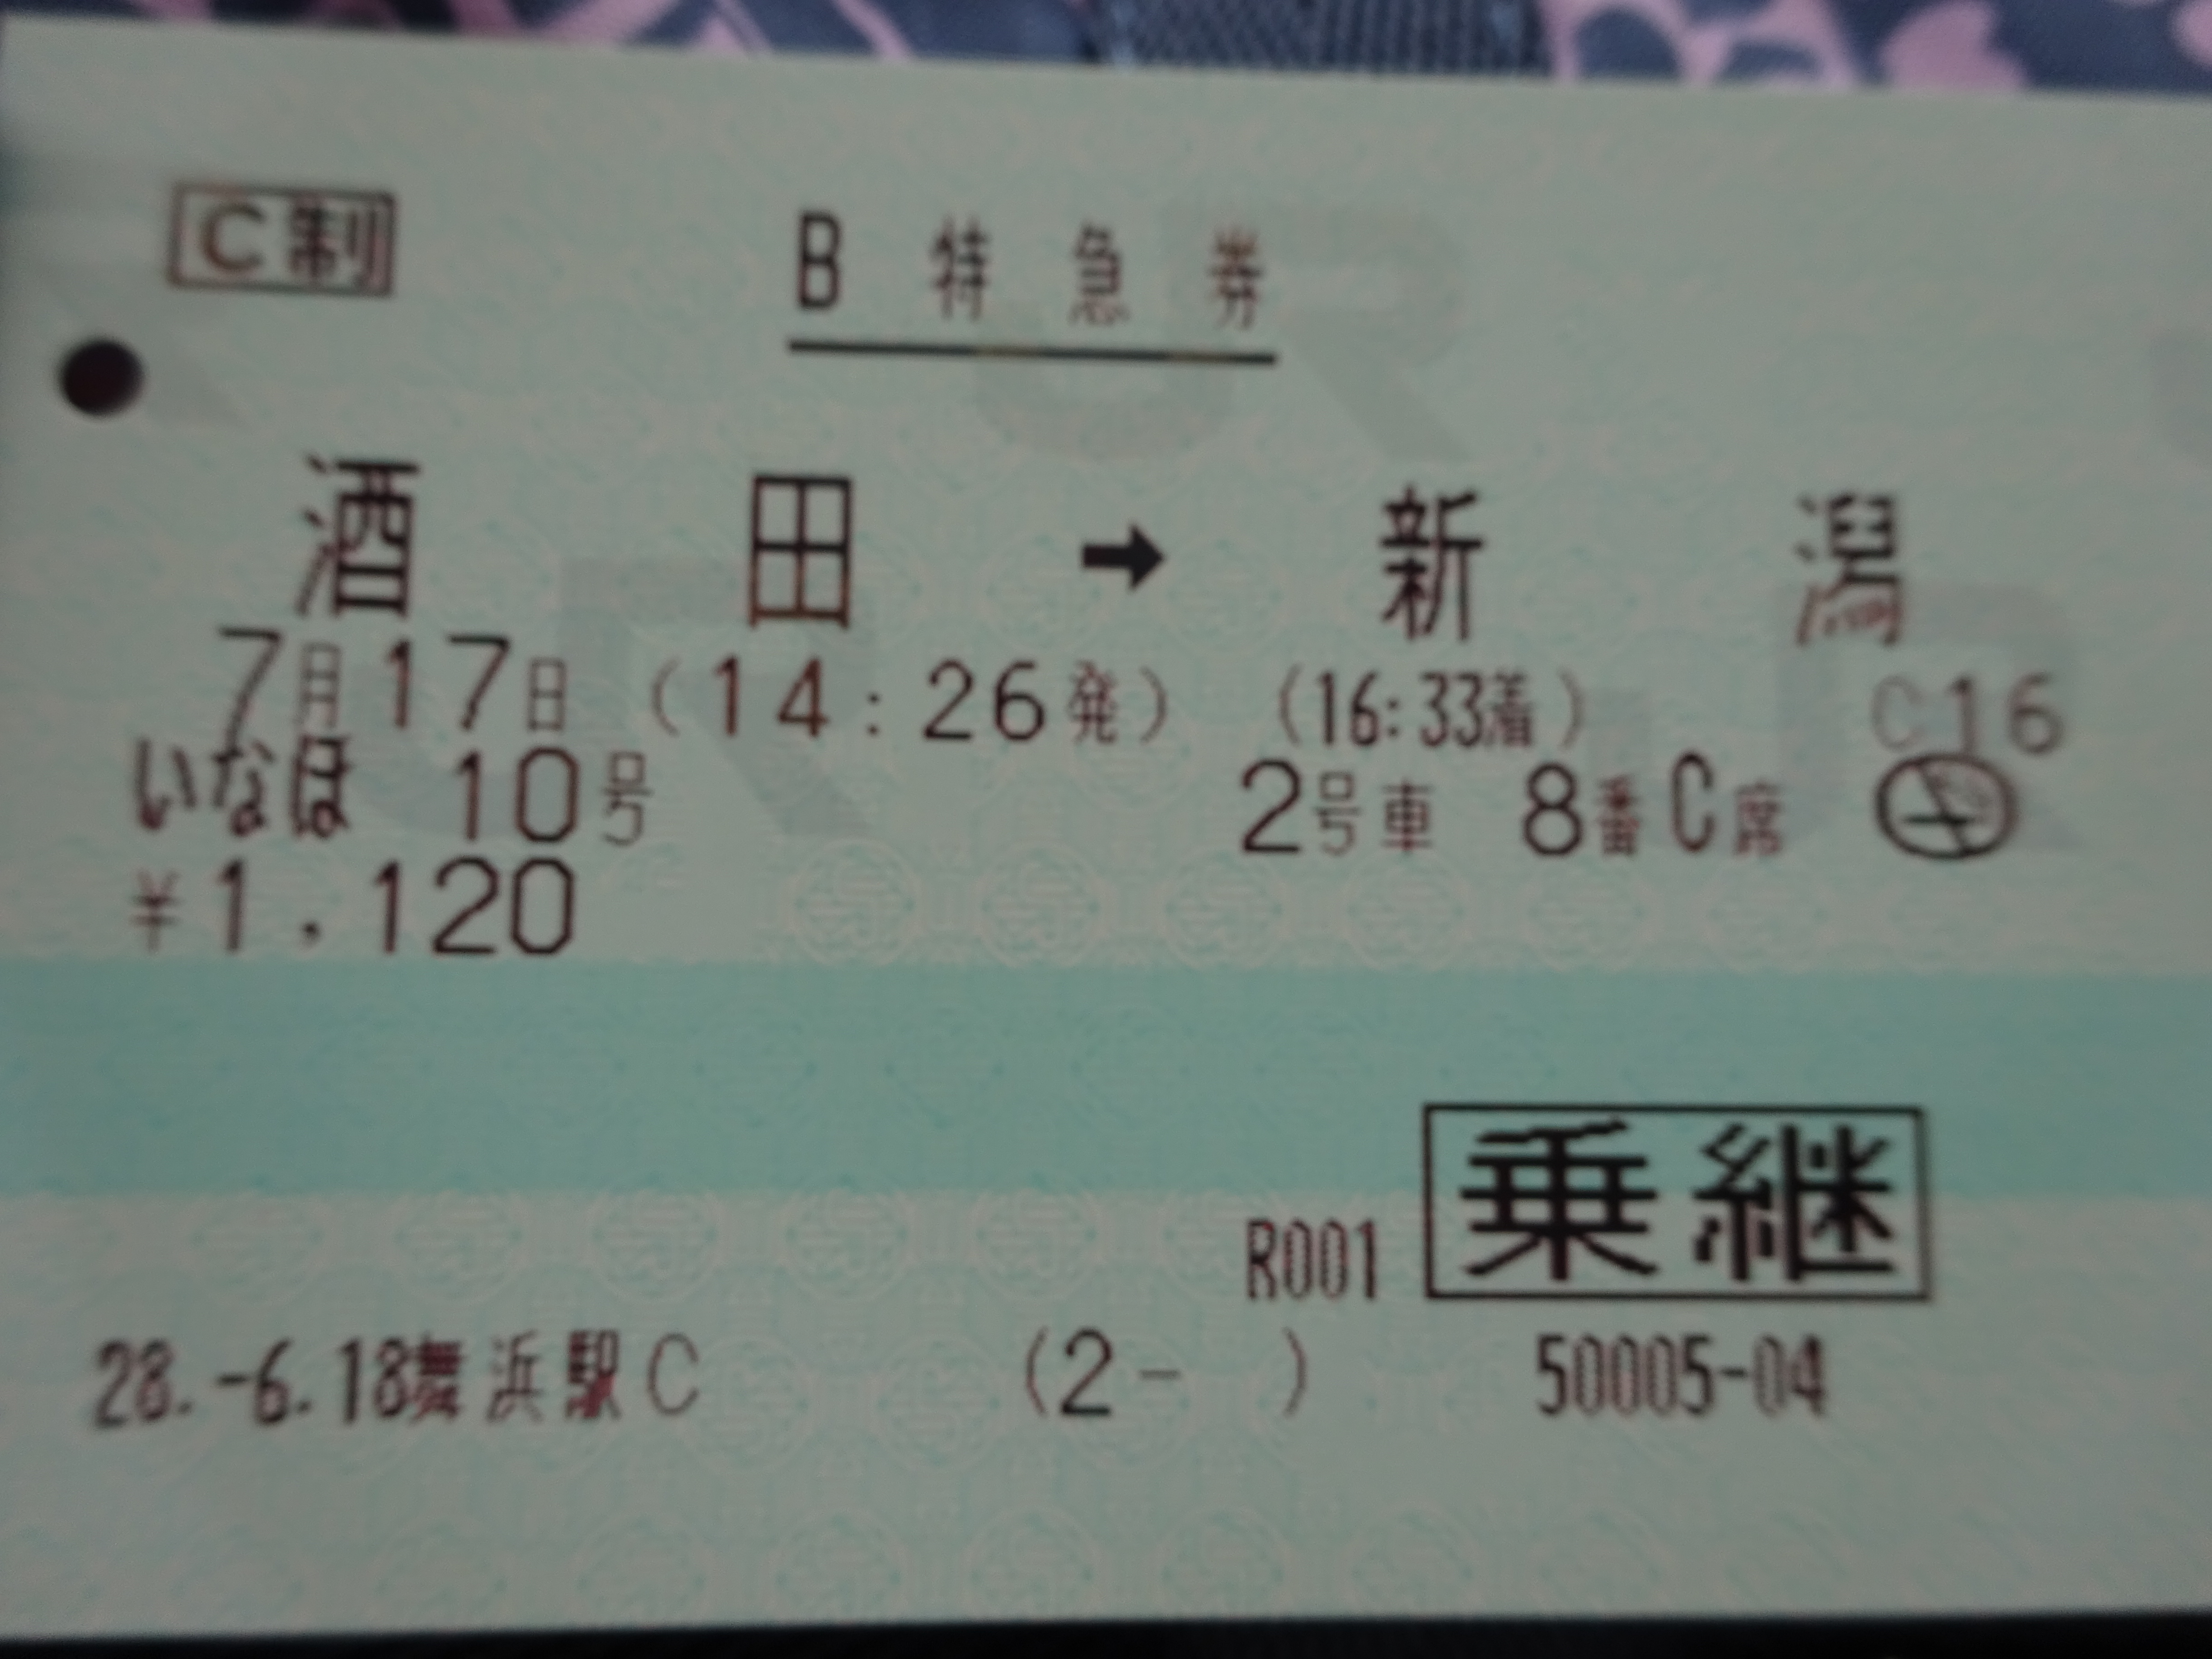 C制
B特急券
酒田➡新潟
7月17日 (14:26発) (16:33着) C16
いなほ 10号 2号車 8番C席
¥1,120
R001 乗継
28.-6.18舞浜駅C (2- ) 50005-04